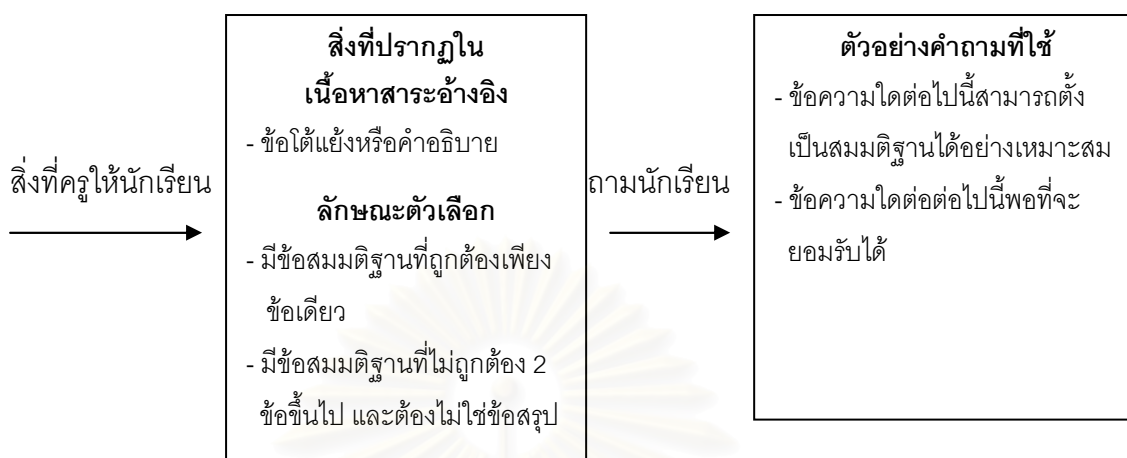 สิ่งที่ครูให้นักเรียน
สิ่งที่ปรากฏใน
เนื้อหาสาระอ้างอิง
- ข้อโต้แย้งหรือคำอธิบาย
ลักษณะตัวเลือก
- มีข้อสมมติฐานที่ถูกต้องเพียง
ข้อเดียว
- มีข้อสมมติฐานที่ไม่ถูกต้อง 2
ข้อขึ้นไป และต้องไม่ใช่ข้อสรุป
ถามนักเรียน
ตัวอย่างคำถามที่ใช้
- ข้อความใดต่อไปนี้สามารถตั้ง
เป็นสมมติฐานได้อย่างเหมาะสม
- ข้อความใดต่อต่อไปนี้พอที่จะ
ยอมรับได้